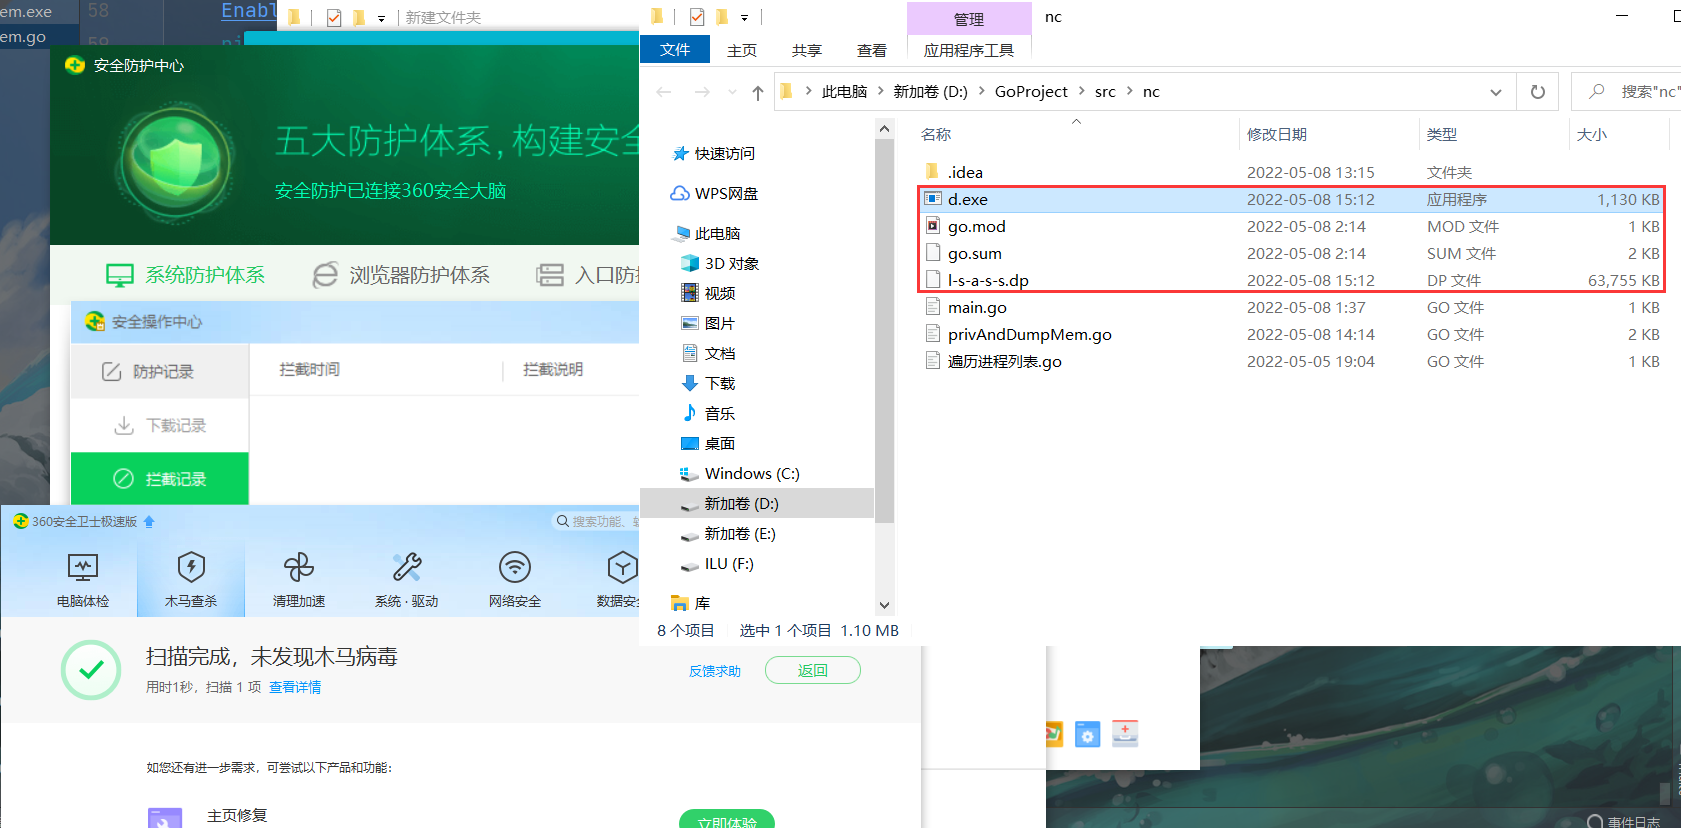 em.exe
em.go
58
59
Enabl
新建文件夹
安全防护中心
五大防护体系,构建安全
安全防护已连接360安全大脑
系统防护体系
浏览器防护体系
入口防
安全操作中心
防护记录
下载记录
拦截记录
拦截时间
拦截说明
360安全卫士极速版
搜索功能、
电脑体检
木马查杀
清理加速
系统·驱动
网络安全
数据安
扫描完成，未发现木马病毒
用时1秒，扫描 1 项 查看详情
反馈求助
返回
如您还有进一步需求，可尝试以下产品和功能：
主页修复
立即体验
管理
nc
文件
主页
共享
查看
应用程序工具
此电脑
新加卷 (D:)
GoProject
src
nc
搜索"nc"
快速访问
WPS网盘
此电脑
3D 对象
视频
图片
文档
下载
音乐
桌面
Windows (C:)
新加卷 (D:)
新加卷 (E:)
ILU (F:)
库
名称 修改日期 类型 大小
.idea 2022-05-08 13:15 文件夹
d.exe 2022-05-08 15:12 应用程序 1,130 KB
go.mod 2022-05-08 2:14 MOD 文件 1 KB
go.sum 2022-05-08 2:14 SUM 文件 2 KB
l-s-a-s-s.dp 2022-05-08 15:12 DP 文件 63,755 KB
main.go 2022-05-08 1:37 GO 文件 1 KB
privAndDumpMem.go 2022-05-08 14:14 GO 文件 2 KB
遍历进程列表.go 2022-05-05 19:04 GO 文件 1 KB
8 个项目 选中 1 个项目 1.10 MB
事件日志